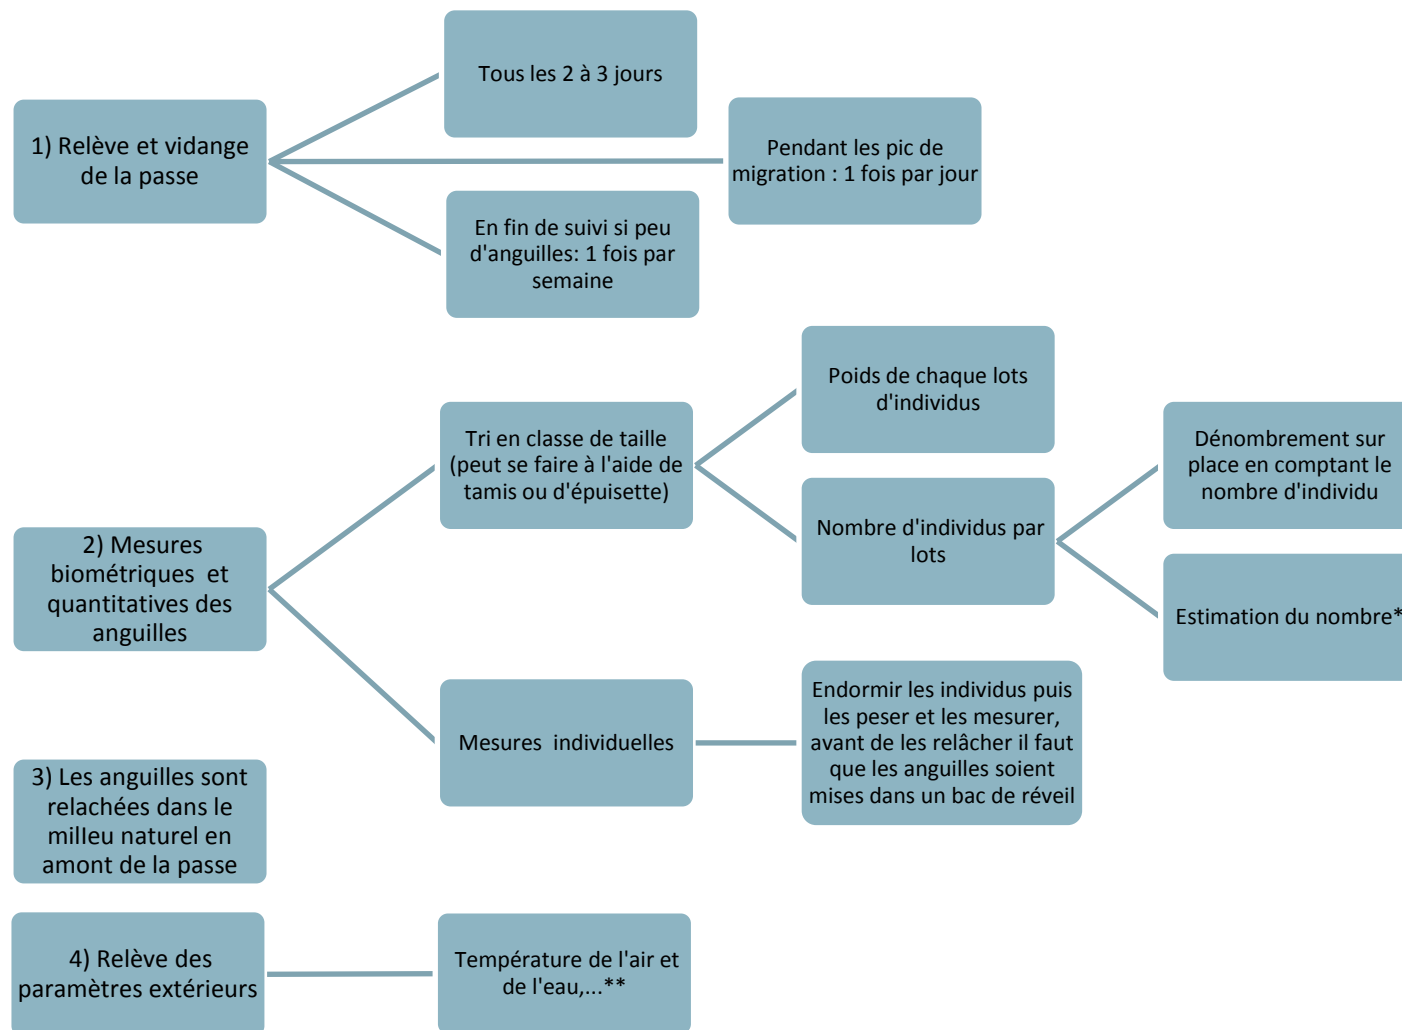 1) Relève et vidange
de la passe
Tous les 2 à 3 jours
Pendant les pic de
migration : 1 fois par jour
En fin de suivi si peu
d'anguilles: 1 fois par
semaine
2) Mesures
biométriques et
quantitatives des
anguilles
Tri en classe de taille
(peut se faire à l'aide de
tamis ou d'épuisette)
Poids de chaque lots
d'individus
Nombre d'individus par
lots
Dénombrement sur
place en comptant le
nombre d'individu
Estimation du nombre*
Mesures individuelles
Endormir les individus puis
les peser et les mesurer,
avant de les relâcher il faut
que les anguilles soient
mises dans un bac de réveil
3) Les anguilles sont
relachées dans le
milIeu naturel en
amont de la passe
4) Relève des
paramètres extérieurs
Température de l'air et
de l'eau,...**